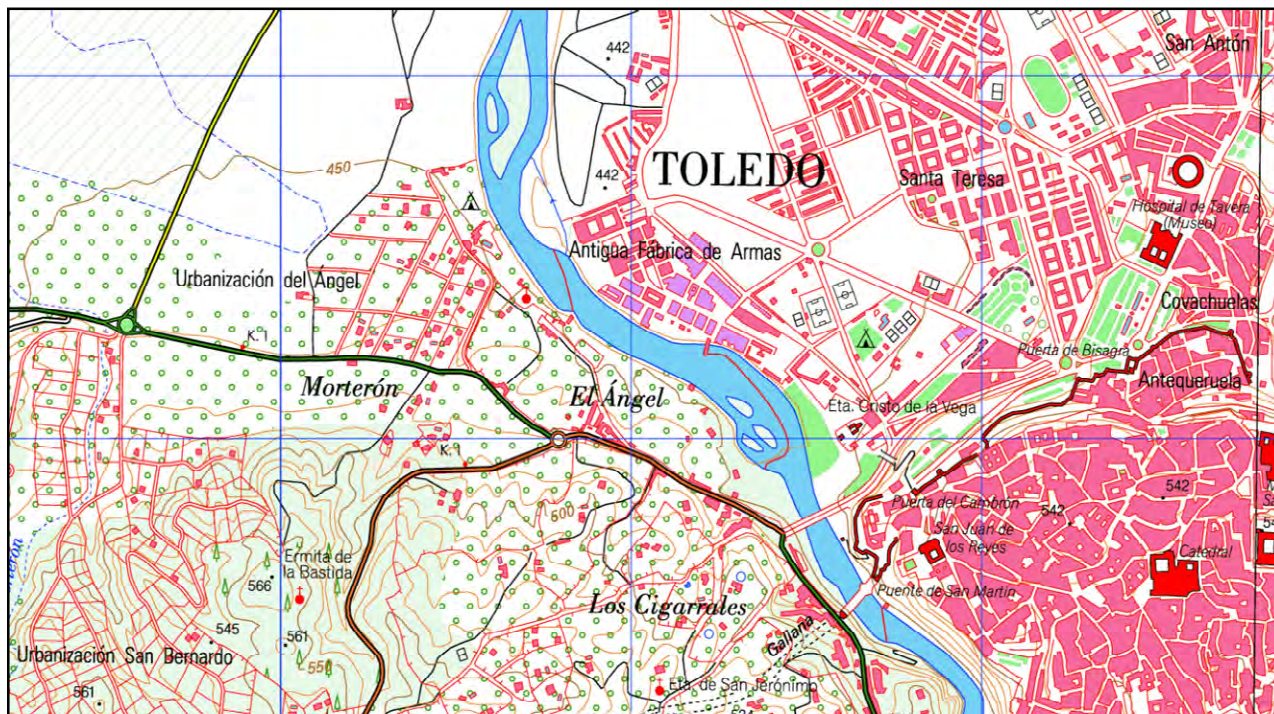 442
San Antón
450
442
TOLEDO
Santa Teresa
Hospital de Tavera
(Museo)
Antigua Fábrica de Armas
Urbanización del Ángel
Covachuelas
K. 1
Puerta de Bisagra
Antequeruela
Morterón
El Ángel
Eta. Cristo de la Vega
K. 1
500
Puerta del Cambrón
542
542
San Juan de
los Reyes
Catedral
Ermita de
la Bastida
566
Los Cigarrales
Puente de San Martín
545
561
Galiana
Urbanización San Bernardo
550
Eta. de San Jerónimo
561